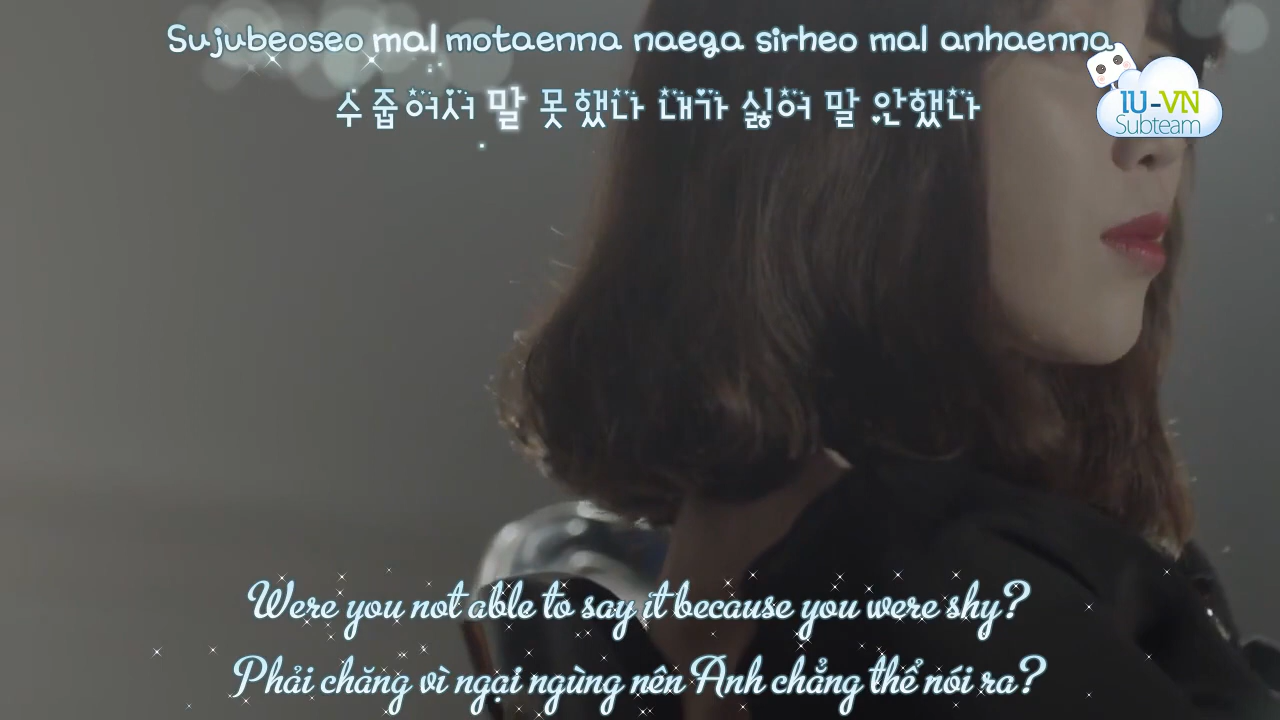 Sujubeoseo mal motaenna naega sirheo mal anhaenna
수줍어서 말 못했나 내가 싫어 말 안했나
IU-VN
Subteam
Were you not able to say it because you were shy?
Phải chăng vì ngại ngùng nên Anh chẳng thể nói ra?